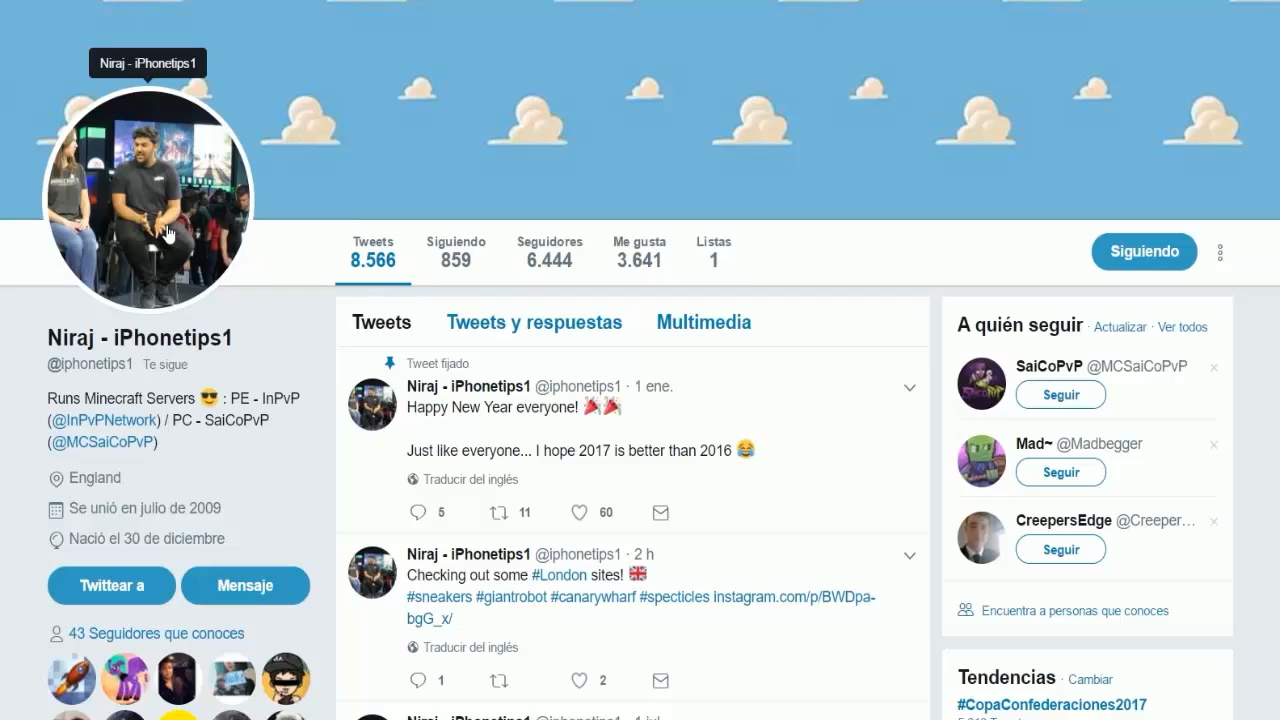 Niraj - iPhonetips1
Tweets Siguiendo Seguidores Me gusta Listas
8.566 859 6.444 3.641 1
Siguiendo
Niraj - iPhonetips1
@iphonetips1 Te sigue
Runs Minecraft Servers 😎 : PE - InPvP
(@InPvPNetwork) / PC - SaiCoPvP
(@MCSaiCoPvP)
England
Se unió en julio de 2009
Nació el 30 de diciembre
Twittear a Mensaje
43 Seguidores que conoces
Tweets Tweets y respuestas Multimedia
Tweet fijado
Niraj - iPhonetips1 @iphonetips1 · 1 ene.
Happy New Year everyone! 🎉🎉
Just like everyone... I hope 2017 is better than 2016 😂
Traducir del inglés
5 11 60
Niraj - iPhonetips1 @iphonetips1 · 2 h
Checking out some #London sites! 🇬🇧
#sneakers #giantrobot #canarywharf #specticles instagram.com/p/BWDpa-
bgG_x/
Traducir del inglés
1 2
A quién seguir · Actualizar · Ver todos
SaiCoPvP @MCSaiCoPvP
Seguir
Mad~ @Madbegger
Seguir
CreepersEdge @Creeper...
Seguir
Encuentra a personas que conoces
Tendencias · Cambiar
#CopaConfederaciones2017